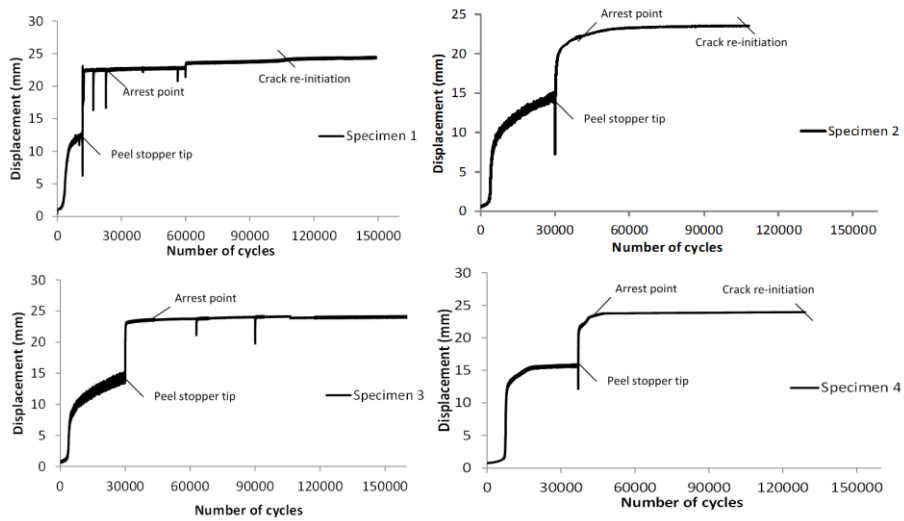 30
25
20
15
10
5
0
Displacement (mm)
Arrest point
Crack re-initiation
Peel stopper tip
Specimen 1
0 30000 60000 90000 120000 150000
Number of cycles
25
20
15
10
5
0
Displacement (mm)
Arrest point
Crack re-initiation
Peel stopper tip
Specimen 2
0 30000 60000 90000 120000 150000
Number of cycles
30
25
20
15
10
5
0
Displacement (mm)
Arrest point
Peel stopper tip
Specimen 3
0 30000 60000 90000 120000 150000
Number of cycles
30
25
20
15
10
5
0
Displacement (mm)
Arrest point
Crack re-initiation
Peel stopper tip
Specimen 4
0 30000 60000 90000 120000 150000
Number of cycles